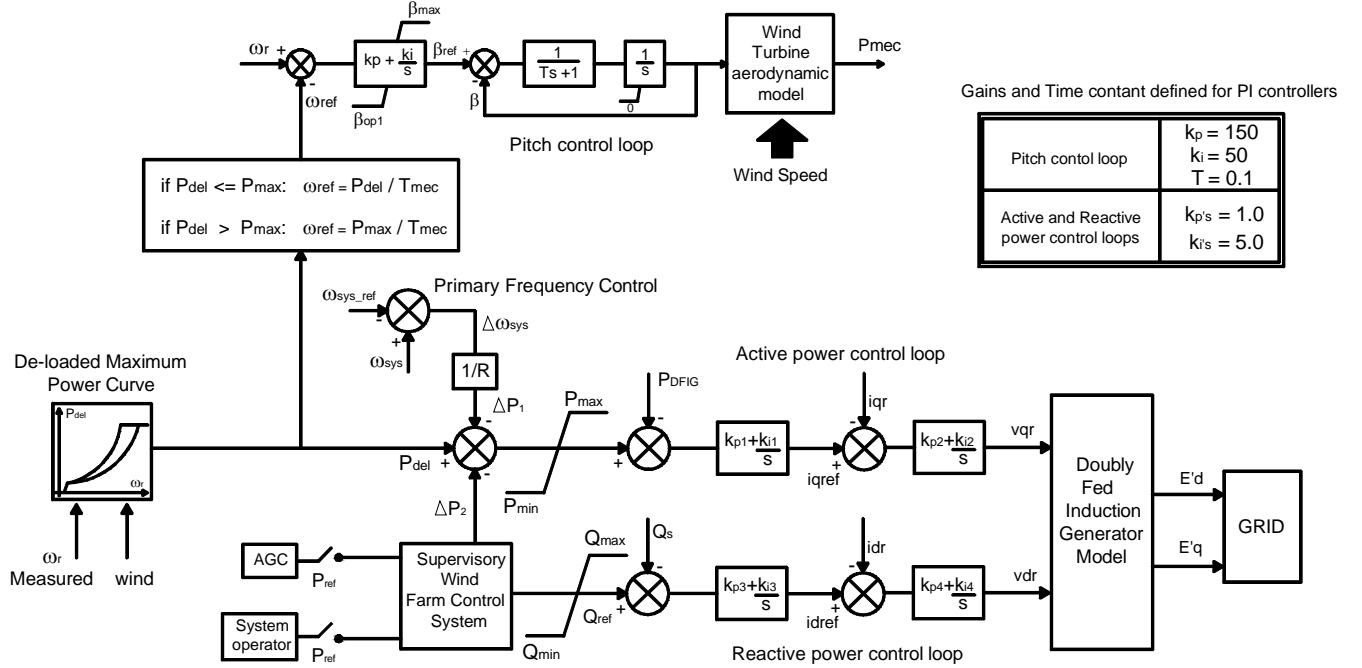 βmax
ωr +
kp + ki
s
βref +
-
ωref
βop1
-
β
1
Ts +1
1
s
0
Wind
Turbine
aerodynamic
model
Pmec
Pitch control loop
Wind Speed
Gains and Time contant defined for PI controllers
Pitch contol loop
kp = 150
ki = 50
T = 0.1
Active and Reactive
power control loops
kp's = 1.0
ki's = 5.0
if Pdel <= Pmax: ωref = Pdel / Tmec
if Pdel > Pmax: ωref = Pmax / Tmec
Primary Frequency Control
ωsys_ref
-
+
ωsys
Δωsys
1/R
ΔP1
-
De-loaded Maximum
Power Curve
Pdel
ωr
ωr
Measured
wind
Pdel +
-
ΔP2
Pmax
Pmin
PDFIG
-
+
Active power control loop
kp1+ki1
s
iqr
-
+
iqref
kp2+ki2
s
vqr
Doubly
Fed
Induction
Generator
Model
E'd
E'q
GRID
AGC
Pref
System
operator
Pref
Supervisory
Wind
Farm Control
System
Qmax
Qmin
Qs
-
Qref +
kp3+ki3
s
idr
-
+
idref
kp4+ki4
s
vdr
Reactive power control loop